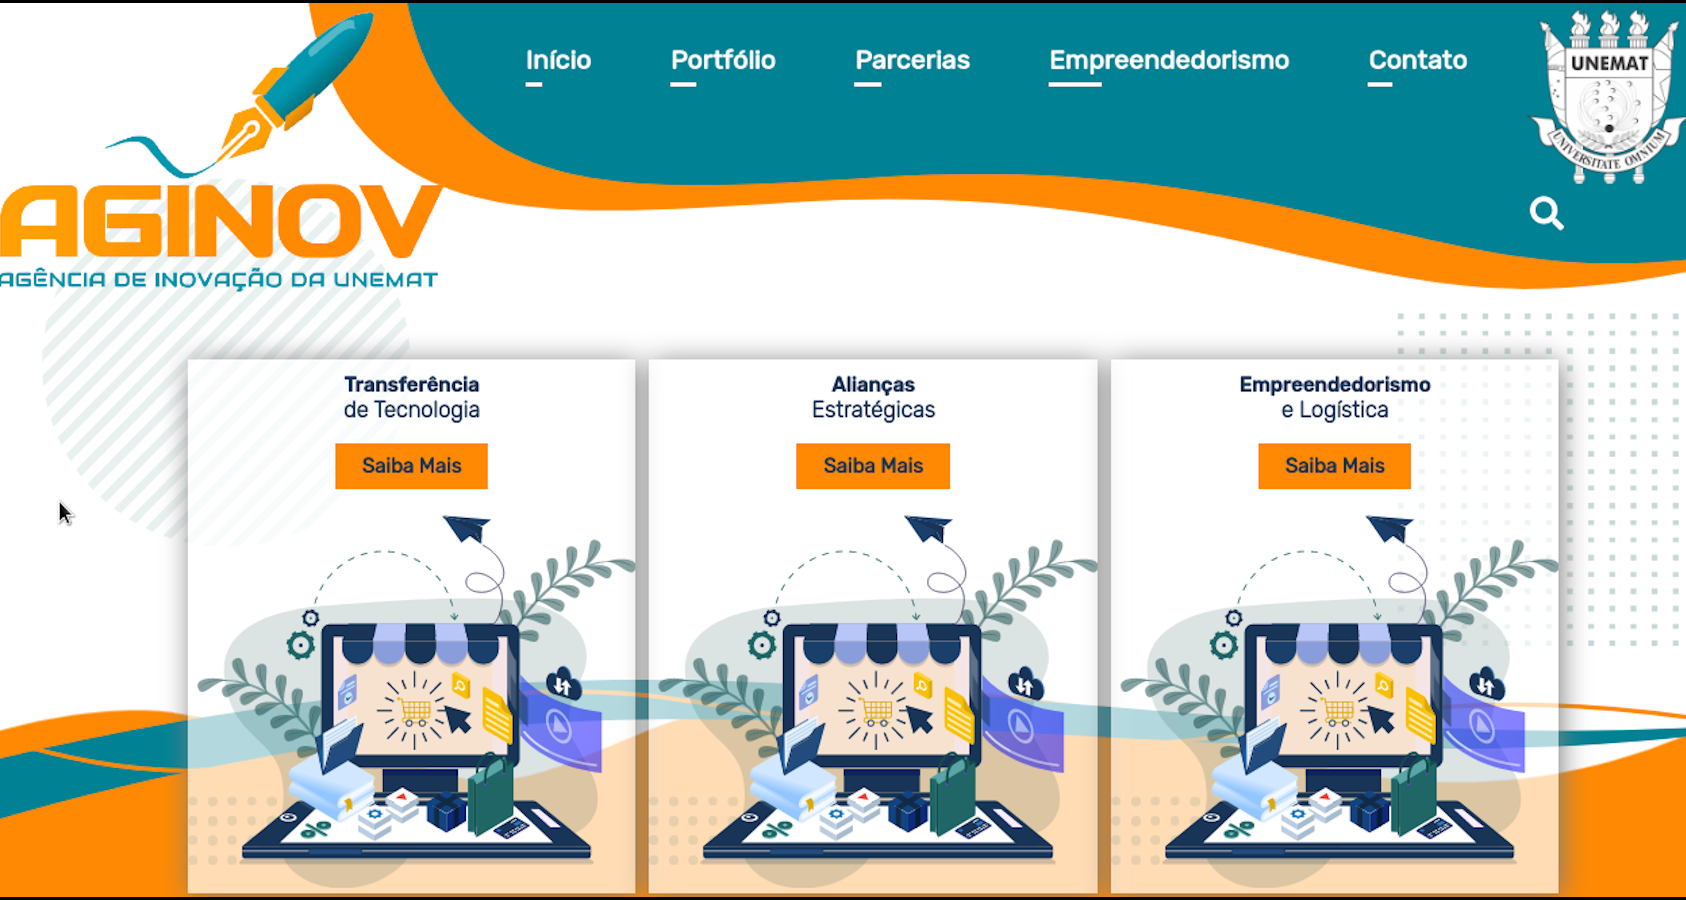 Início
Portfólio
Parcerias
Empreendedorismo
Contato
UNEMAT
UNIVERSITATE OMNIUM
AGINOV
AGÊNCIA DE INOVAÇÃO DA UNEMAT
Transferência
de Tecnologia
Saiba Mais
Alianças
Estratégicas
Saiba Mais
Empreendedorismo
e Logística
Saiba Mais